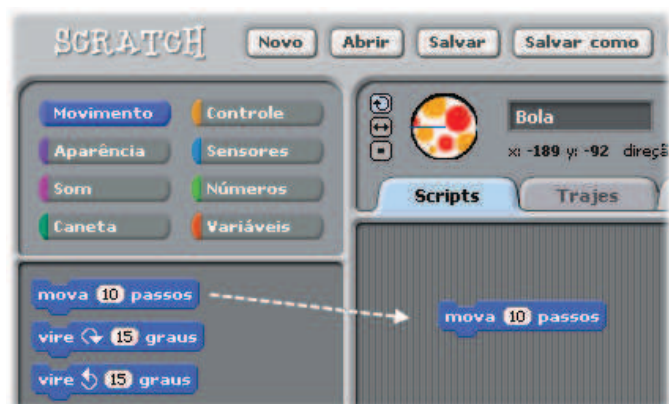 SCRATCH Novo Abrir Salvar Salvar como
Movimento Controle
Aparência Sensores
Som Números
Caneta Variáveis
Bola
x: -189 y: -92 direçã
Scripts Trajes
mova 10 passos
vire 15 graus
vire 15 graus
mova 10 passos